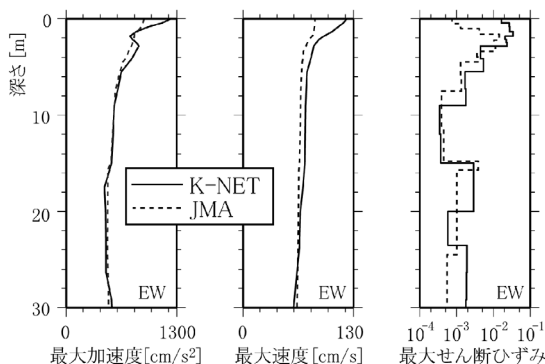 深さ[m]
0
10
20
30
K-NET
JMA
EW
EW
EW
0 1300
0 130
10⁻⁴ 10⁻³ 10⁻² 10⁻¹
最大加速度[cm/s²]
最大速度[cm/s]
最大せん断ひずみ